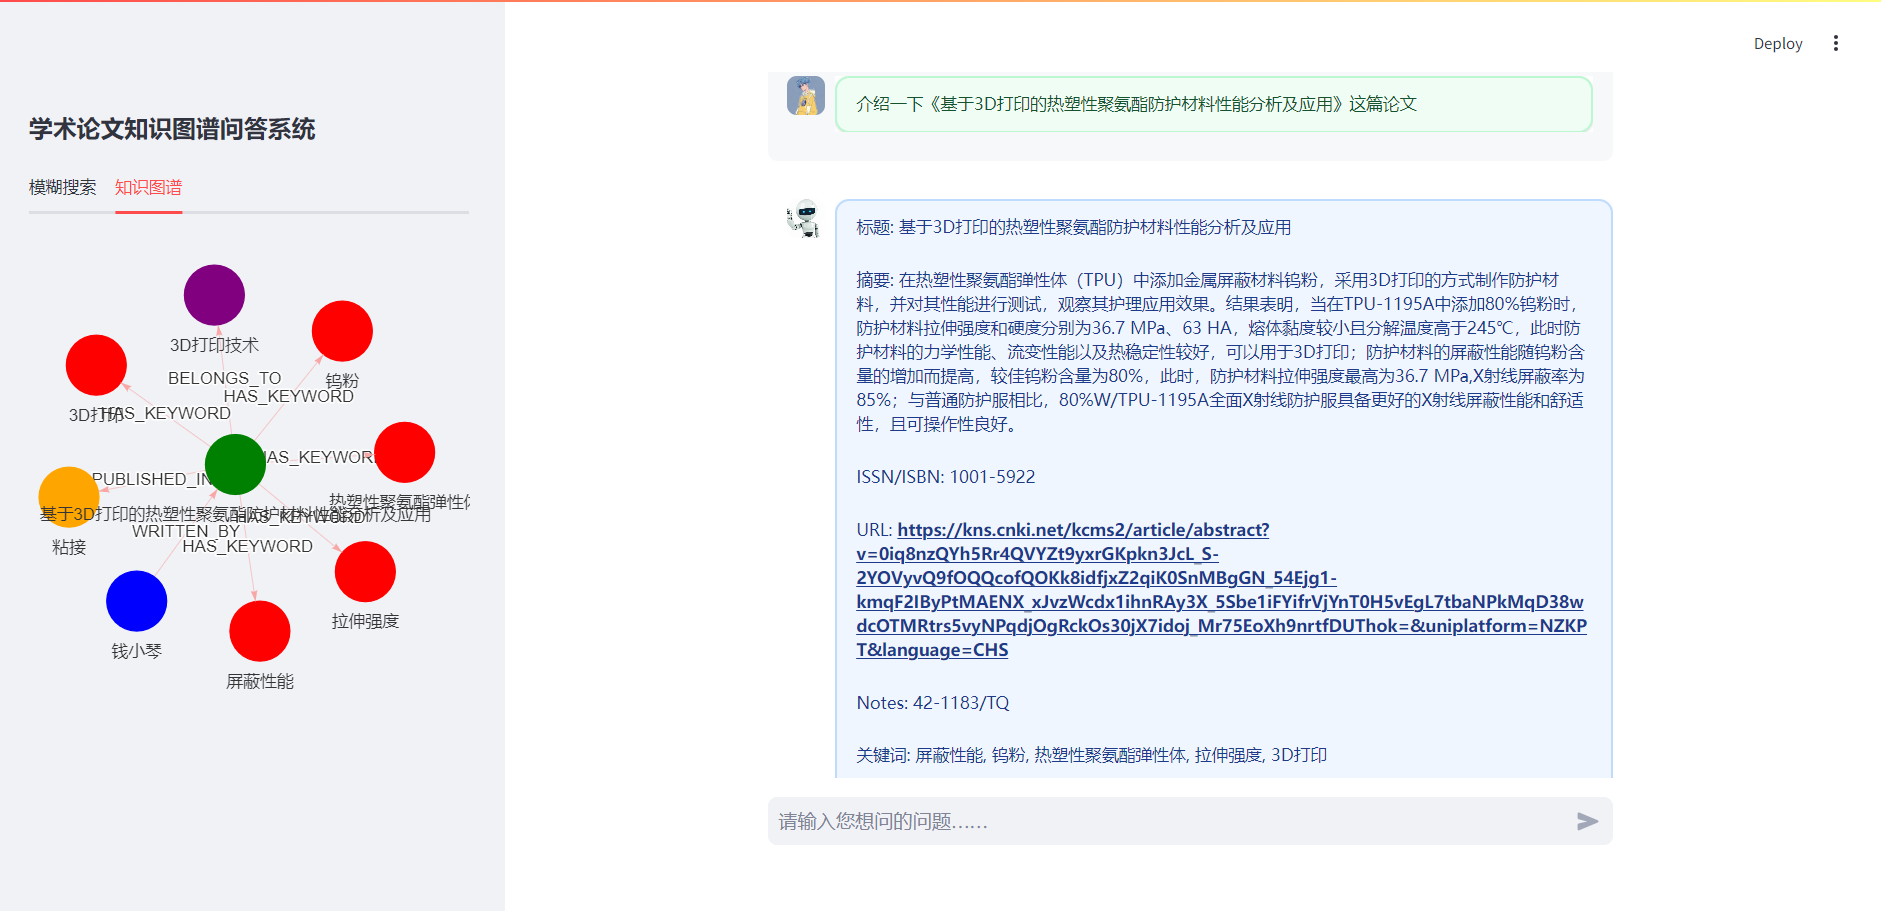 Deploy
学术论文知识图谱问答系统
模糊搜索
知识图谱
3D打印技术
钨粉
BELONGS_TO
HAS_KEYWORD
3D打印
HAS_KEYWORD
HAS_KEYWORD
PUBLISHED_IN
热塑性聚氨酯弹性体
基于3D打印的热塑性聚氨酯防护材料性能分析及应用
HAS_KEYWORD
WRITTEN_BY
HAS_KEYWORD
粘接
拉伸强度
钱小琴
屏蔽性能
介绍一下《基于3D打印的热塑性聚氨酯防护材料性能分析及应用》这篇论文
标题: 基于3D打印的热塑性聚氨酯防护材料性能分析及应用
摘要: 在热塑性聚氨酯弹性体（TPU）中添加金属屏蔽材料钨粉，采用3D打印的方式制作防护材
料，并对其性能进行测试，观察其护理应用效果。结果表明，当在TPU-1195A中添加80%钨粉时，
防护材料拉伸强度和硬度分别为36.7 MPa、63 HA，熔体黏度较小且分解温度高于245℃，此时防
护材料的力学性能、流变性能以及热稳定性较好，可以用于3D打印；防护材料的屏蔽性能随钨粉含
量的增加而提高，较佳钨粉含量为80%，此时，防护材料拉伸强度最高为36.7 MPa,X射线屏蔽率为
85%；与普通防护服相比，80%W/TPU-1195A全面X射线防护服具备更好的X射线屏蔽性能和舒适
性，且可操作性良好。
ISSN/ISBN: 1001-5922
URL: https://kns.cnki.net/kcms2/article/abstract?
v=0iq8nzQYh5Rr4QVYZt9yxrGKpkn3JcL_S-
2YOVyvQ9fOQQcofQOKk8idfjxZ2qiK0SnMBgGN_54Ejg1-
kmqF2IByPtMAENX_xJvzWcdx1ihnRAy3X_5Sbe1iFYifrVjYnT0H5vEgL7tbaNPkMqD38w
dcOTMRtrs5vyNPqdjOgRckOs30jX7idoj_Mr75EoXh9nrtfDUThok=&uniplatform=NZKP
T&language=CHS
Notes: 42-1183/TQ
关键词: 屏蔽性能, 钨粉, 热塑性聚氨酯弹性体, 拉伸强度, 3D打印
请输入您想问的问题……